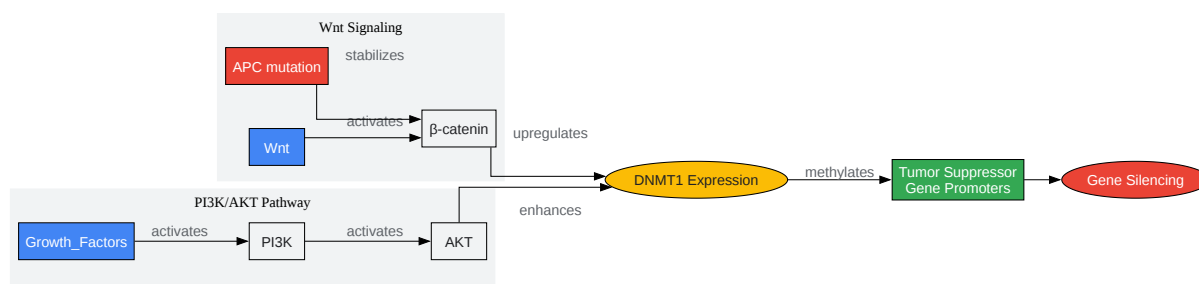 Wnt Signaling
APC mutation
stabilizes
activates
β-catenin
Wnt
upregulates
DNMT1 Expression
methylates
Tumor Suppressor
Gene Promoters
Gene Silencing
enhances
PI3K/AKT Pathway
Growth_Factors
activates
PI3K
activates
AKT